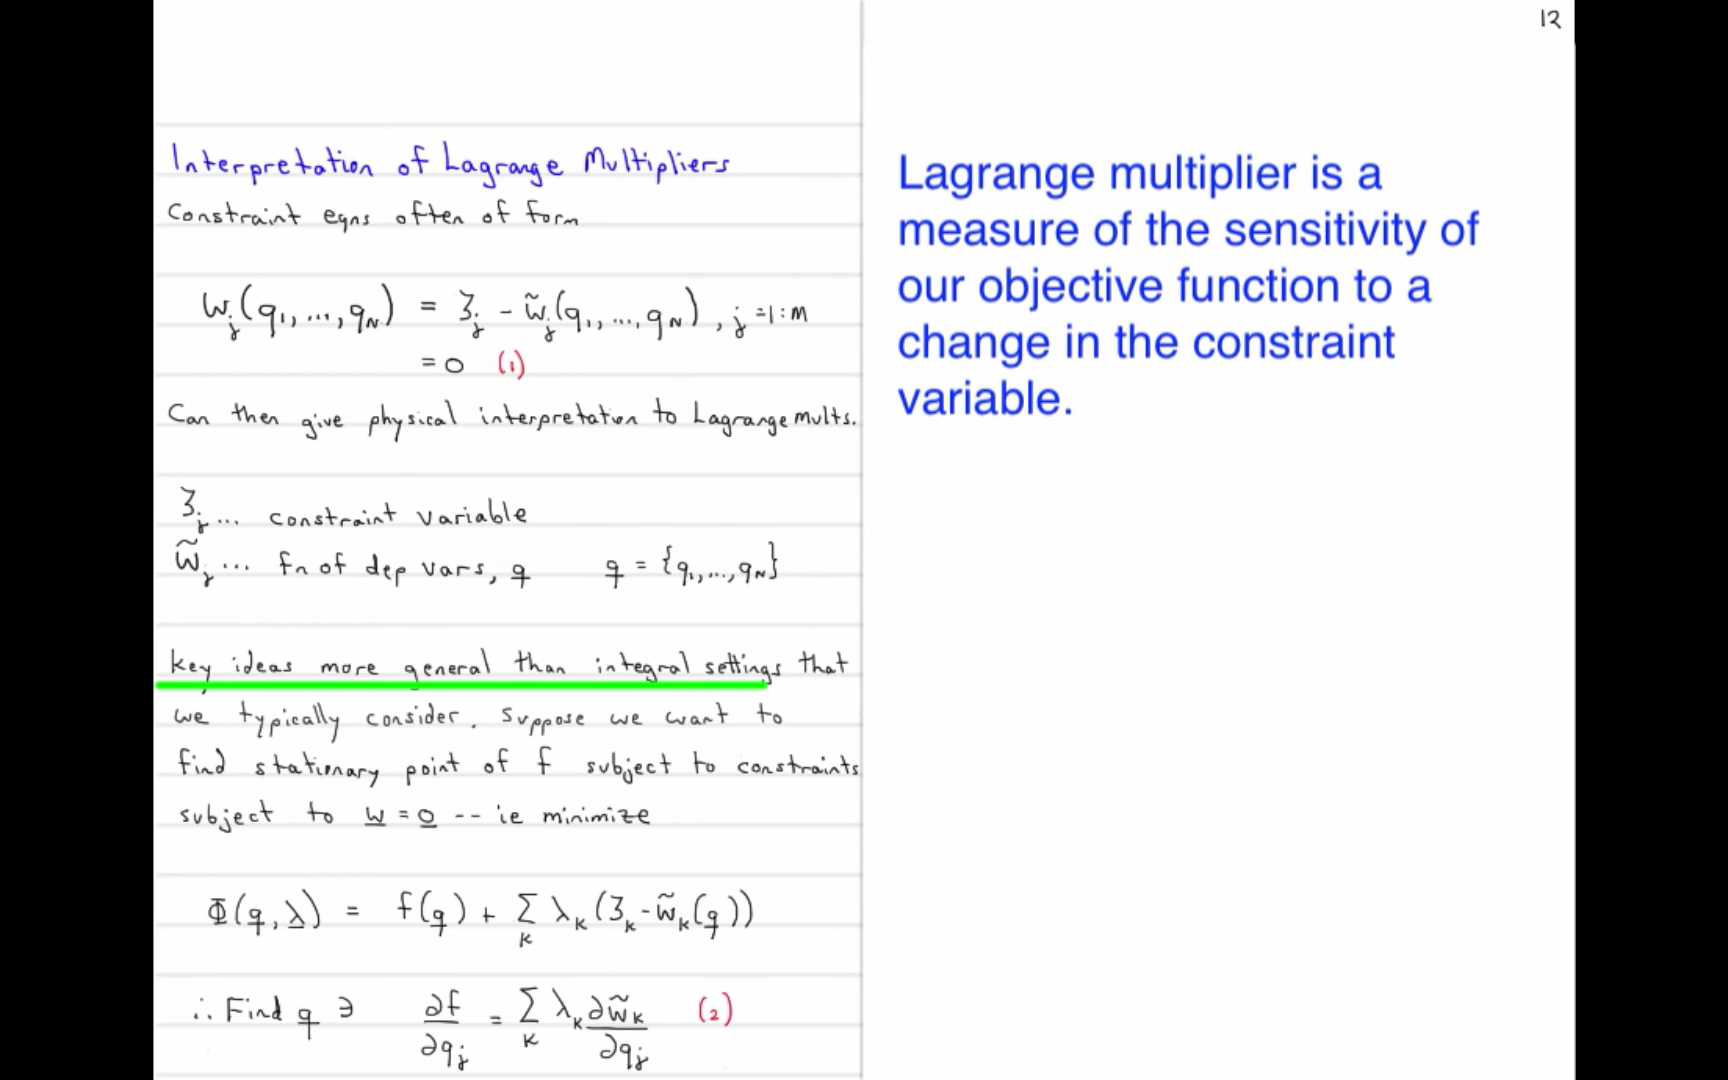 12
Interpretation of Lagrange Multipliers
Constraint eqns often of form
w_j(q_1, ..., q_N) = ʒ_j - w̃_j(q_1, ..., q_N), j=1:M
= 0 (1)
Can then give physical interpretation to Lagrange mults.
ʒ_j ... constraint variable
w̃_j ... fn of dep vars, q q = {q_1, ..., q_N}
key ideas more general than integral settings that
we typically consider. Suppose we want to
find stationary point of f subject to constraints
subject to w = 0 -- ie minimize
Φ(q, λ) = f(q) + Σ_k λ_k (ʒ_k - w̃_k(q))
∴ Find q ∋ ∂f/∂q_j = Σ_k λ_k ∂w̃_k/∂q_j (2)
Lagrange multiplier is a
measure of the sensitivity of
our objective function to a
change in the constraint
variable.